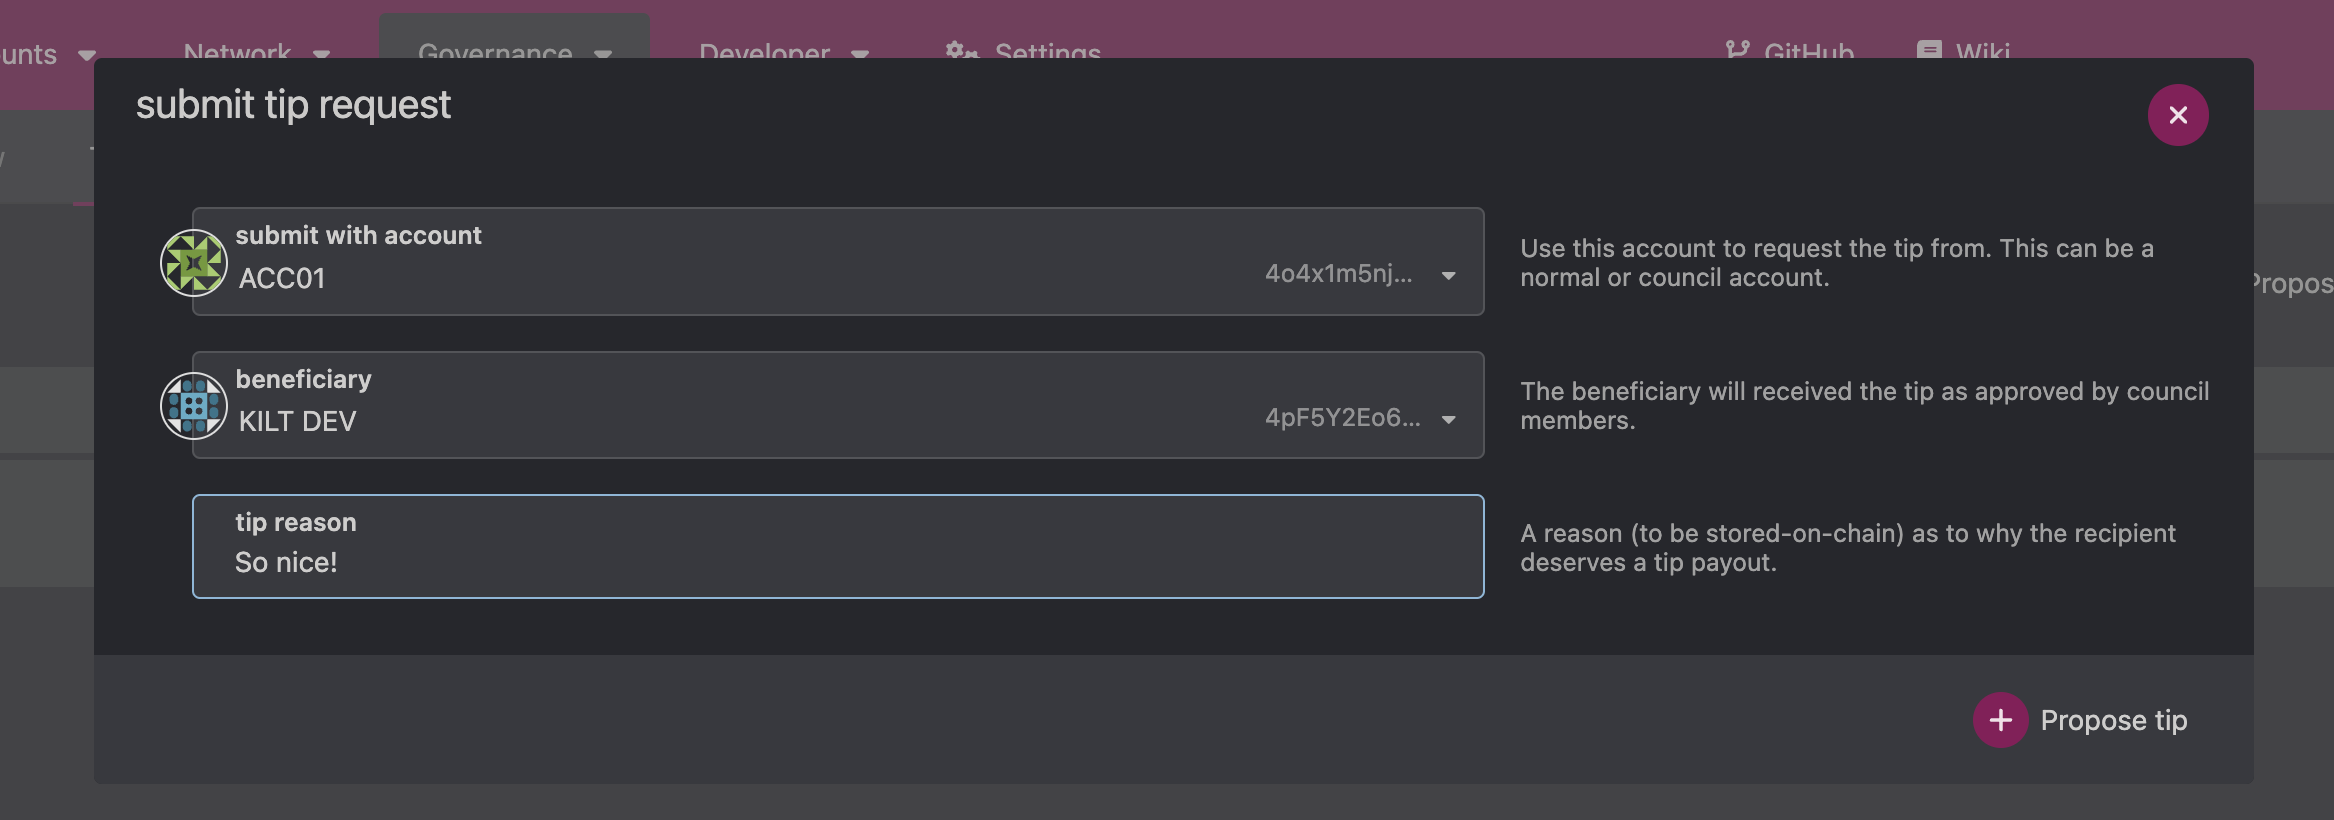 unts
Network
Governance
Developer
Settings
GitHub
Wiki
submit tip request
submit with account
ACC01
4o4x1m5nj...
Use this account to request the tip from. This can be a
normal or council account.
Propos
beneficiary
KILT DEV
4pF5Y2Eo6...
The beneficiary will received the tip as approved by council
members.
tip reason
So nice!
A reason (to be stored-on-chain) as to why the recipient
deserves a tip payout.
Propose tip